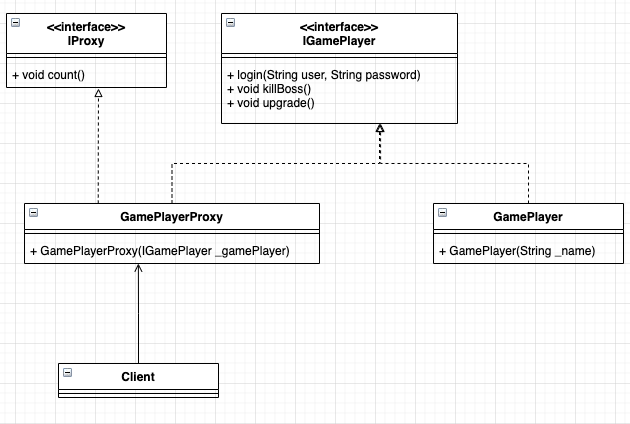 <<interface>>
IProxy
+ void count()
<<interface>>
IGamePlayer
+ login(String user, String password)
+ void killBoss()
+ void upgrade()
GamePlayerProxy
+ GamePlayerProxy(IGamePlayer _gamePlayer)
GamePlayer
+ GamePlayer(String _name)
Client